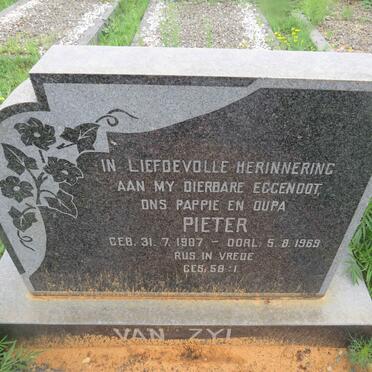 IN LIEFDEVOLLE HERINNERING
AAN MY DIERBARE EGGENOOT,
ONS PAPPIE EN OUPA
PIETER
GEB. 31. 7. 1907 – OORL. 5. 8. 1969
RUS IN VREDE
GES. 58:1
VAN ZYL